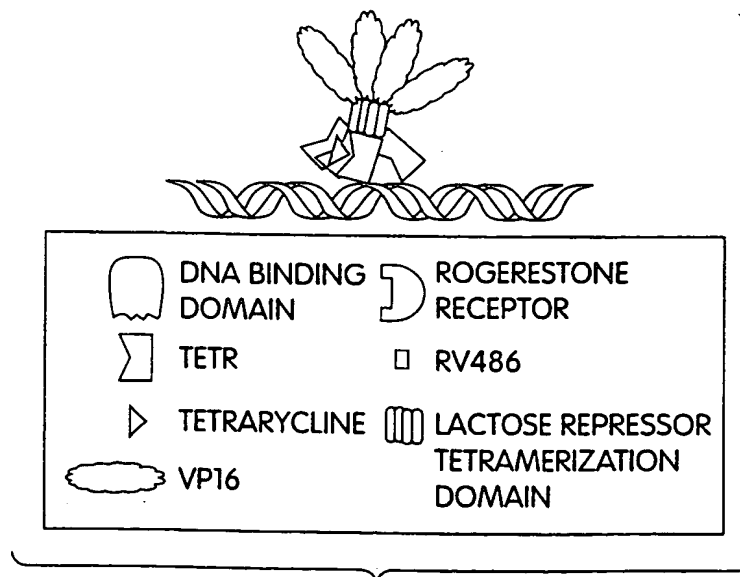 DNA BINDING DOMAIN
ROGERESTONE RECEPTOR
TETR
RV486
TETRARYCLINE
LACTOSE REPRESSOR TETRAMERIZATION DOMAIN
VP16